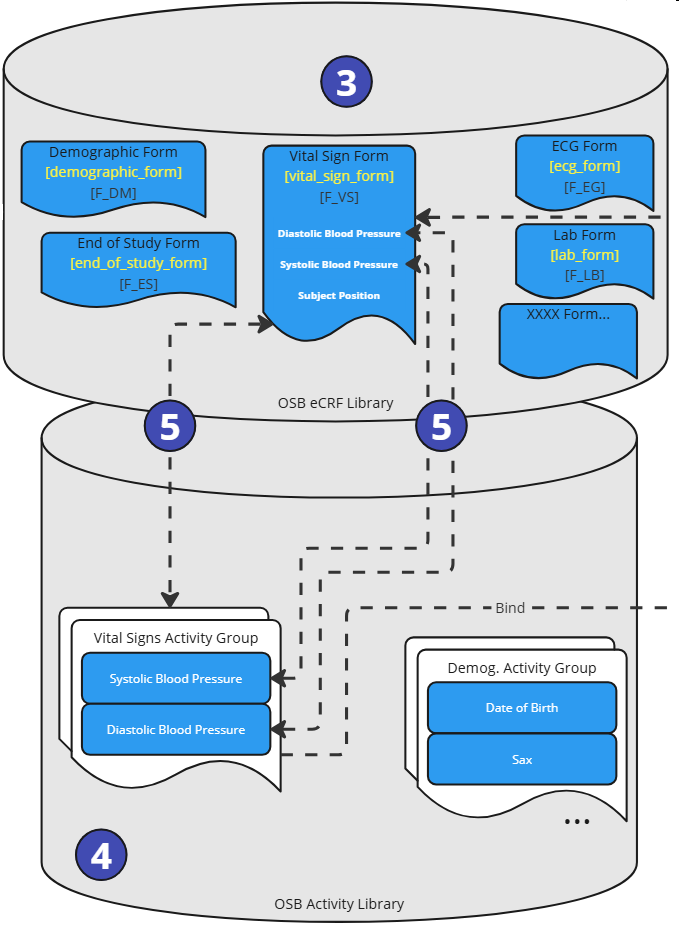 3
Demographic Form
[demographic_form]
[F_DM]
Vital Sign Form
[vital_sign_form]
[F_VS]
Diastolic Blood Pressure
Systolic Blood Pressure
Subject Position
ECG Form
[ecg_form]
[F_EG]
End of Study Form
[end_of_study_form]
[F_ES]
Lab Form
[lab_form]
[F_LB]
XXXX Form...
OSB eCRF Library
5
5
Bind
Vital Signs Activity Group
Systolic Blood Pressure
Diastolic Blood Pressure
Demog. Activity Group
Date of Birth
Sax
...
4
OSB Activity Library